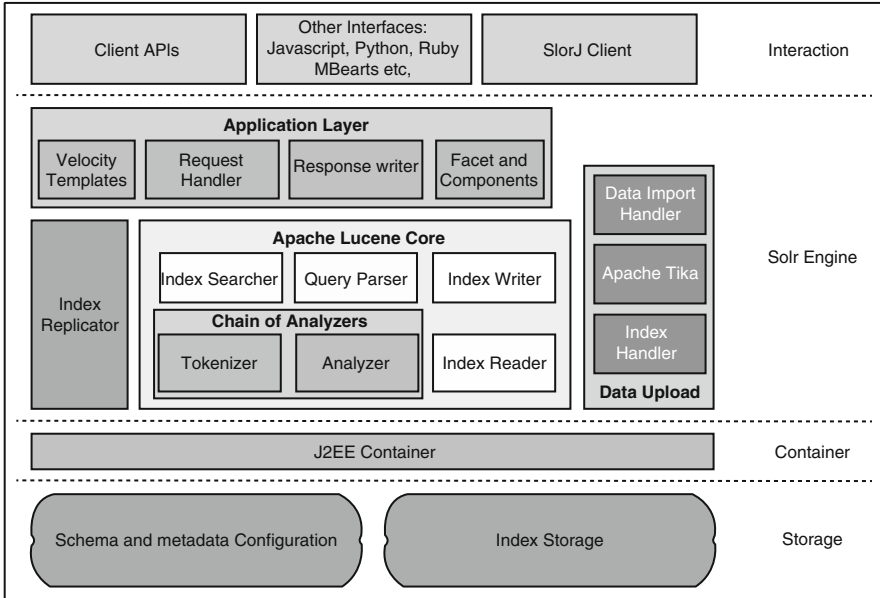 Client APIs
Other Interfaces:
Javascript, Python, Ruby
MBearts etc,
SlorJ Client
Interaction
Application Layer
Velocity
Templates
Request
Handler
Response writer
Facet and
Components
Data Import
Handler
Apache Tika
Index
Handler
Data Upload
Solr Engine
Index
Replicator
Apache Lucene Core
Index Searcher
Query Parser
Index Writer
Chain of Analyzers
Tokenizer
Analyzer
Index Reader
J2EE Container
Container
Schema and metadata Configuration
Index Storage
Storage